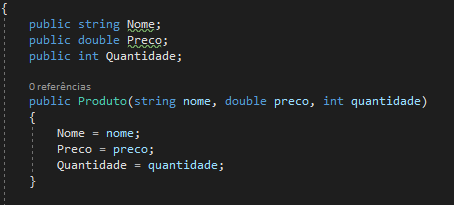 {
public string Nome;
public double Preco;
public int Quantidade;
0 referências
public Produto(string nome, double preco, int quantidade)
{
Nome = nome;
Preco = preco;
Quantidade = quantidade;
}